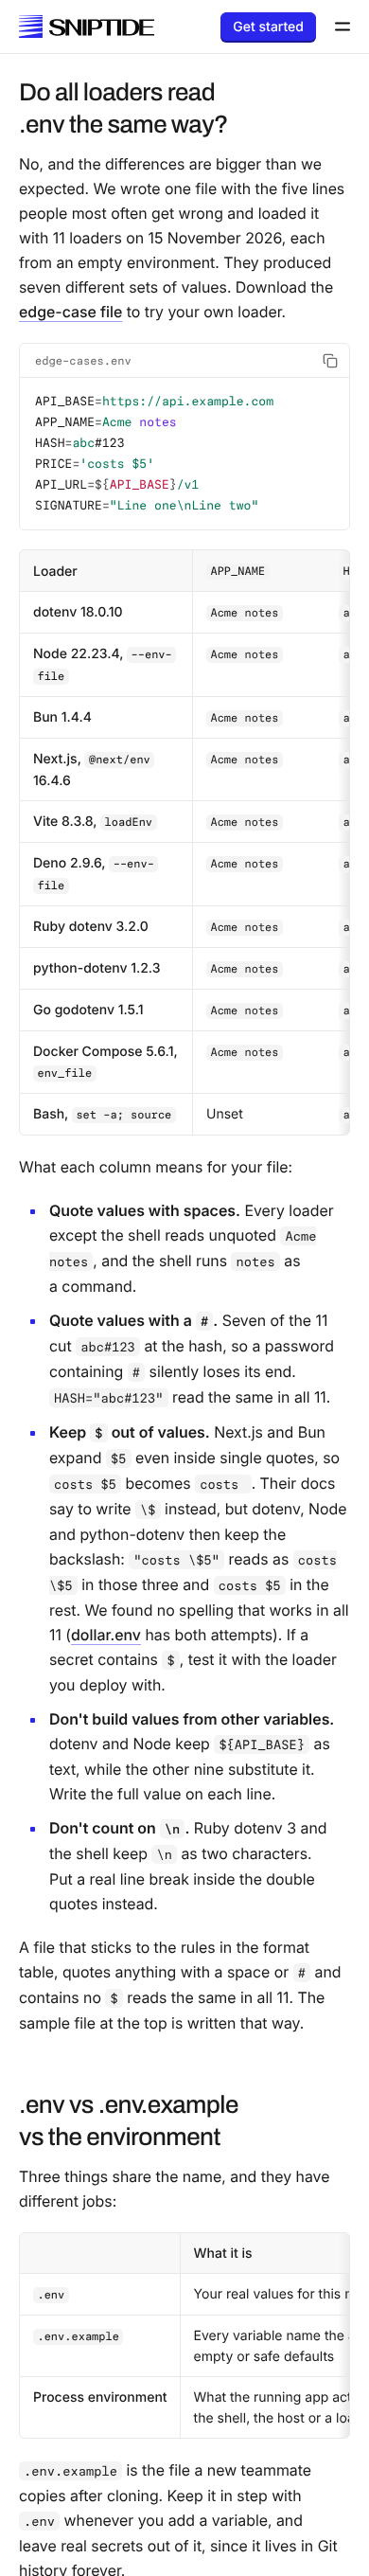 SNIPTIDE
Get started
Do all loaders read
.env the same way?
No, and the differences are bigger than we
expected. We wrote one file with the five lines
people most often get wrong and loaded it
with 11 loaders on 15 November 2026, each
from an empty environment. They produced
seven different sets of values. Download the
edge-case file to try your own loader.
edge-cases.env
API_BASE=https://api.example.com
APP_NAME=Acme notes
HASH=abc#123
PRICE='costs $5'
API_URL=${API_BASE}/v1
SIGNATURE="Line one\nLine two"
Loader APP_NAME
dotenv 18.0.10 Acme notes
Node 22.23.4, --env- Acme notes
file
Bun 1.4.4 Acme notes
Next.js, @next/env Acme notes
16.4.6
Vite 8.3.8, loadEnv Acme notes
Deno 2.9.6, --env- Acme notes
file
Ruby dotenv 3.2.0 Acme notes
python-dotenv 1.2.3 Acme notes
Go godotenv 1.5.1 Acme notes
Docker Compose 5.6.1, Acme notes
env_file
Bash, set -a; source Unset
What each column means for your file:
Quote values with spaces. Every loader
except the shell reads unquoted Acme
notes, and the shell runs notes as
a command.
Quote values with a #. Seven of the 11
cut abc#123 at the hash, so a password
containing # silently loses its end.
HASH="abc#123" read the same in all 11.
Keep $ out of values. Next.js and Bun
expand $5 even inside single quotes, so
costs $5 becomes costs . Their docs
say to write \$ instead, but dotenv, Node
and python-dotenv then keep the
backslash: "costs \$5" reads as costs
\$5 in those three and costs $5 in the
rest. We found no spelling that works in all
11 (dollar.env has both attempts). If a
secret contains $, test it with the loader
you deploy with.
Don't build values from other variables.
dotenv and Node keep ${API_BASE} as
text, while the other nine substitute it.
Write the full value on each line.
Don't count on \n. Ruby dotenv 3 and
the shell keep \n as two characters.
Put a real line break inside the double
quotes instead.
A file that sticks to the rules in the format
table, quotes anything with a space or # and
contains no $ reads the same in all 11. The
sample file at the top is written that way.
.env vs .env.example
vs the environment
Three things share the name, and they have
different jobs:
What it is
.env Your real values for this
.env.example Every variable name the
empty or safe defaults
Process environment What the running app
the shell, the host or a
.env.example is the file a new teammate
copies after cloning. Keep it in step with
.env whenever you add a variable, and
leave real secrets out of it, since it lives in Git
history forever.